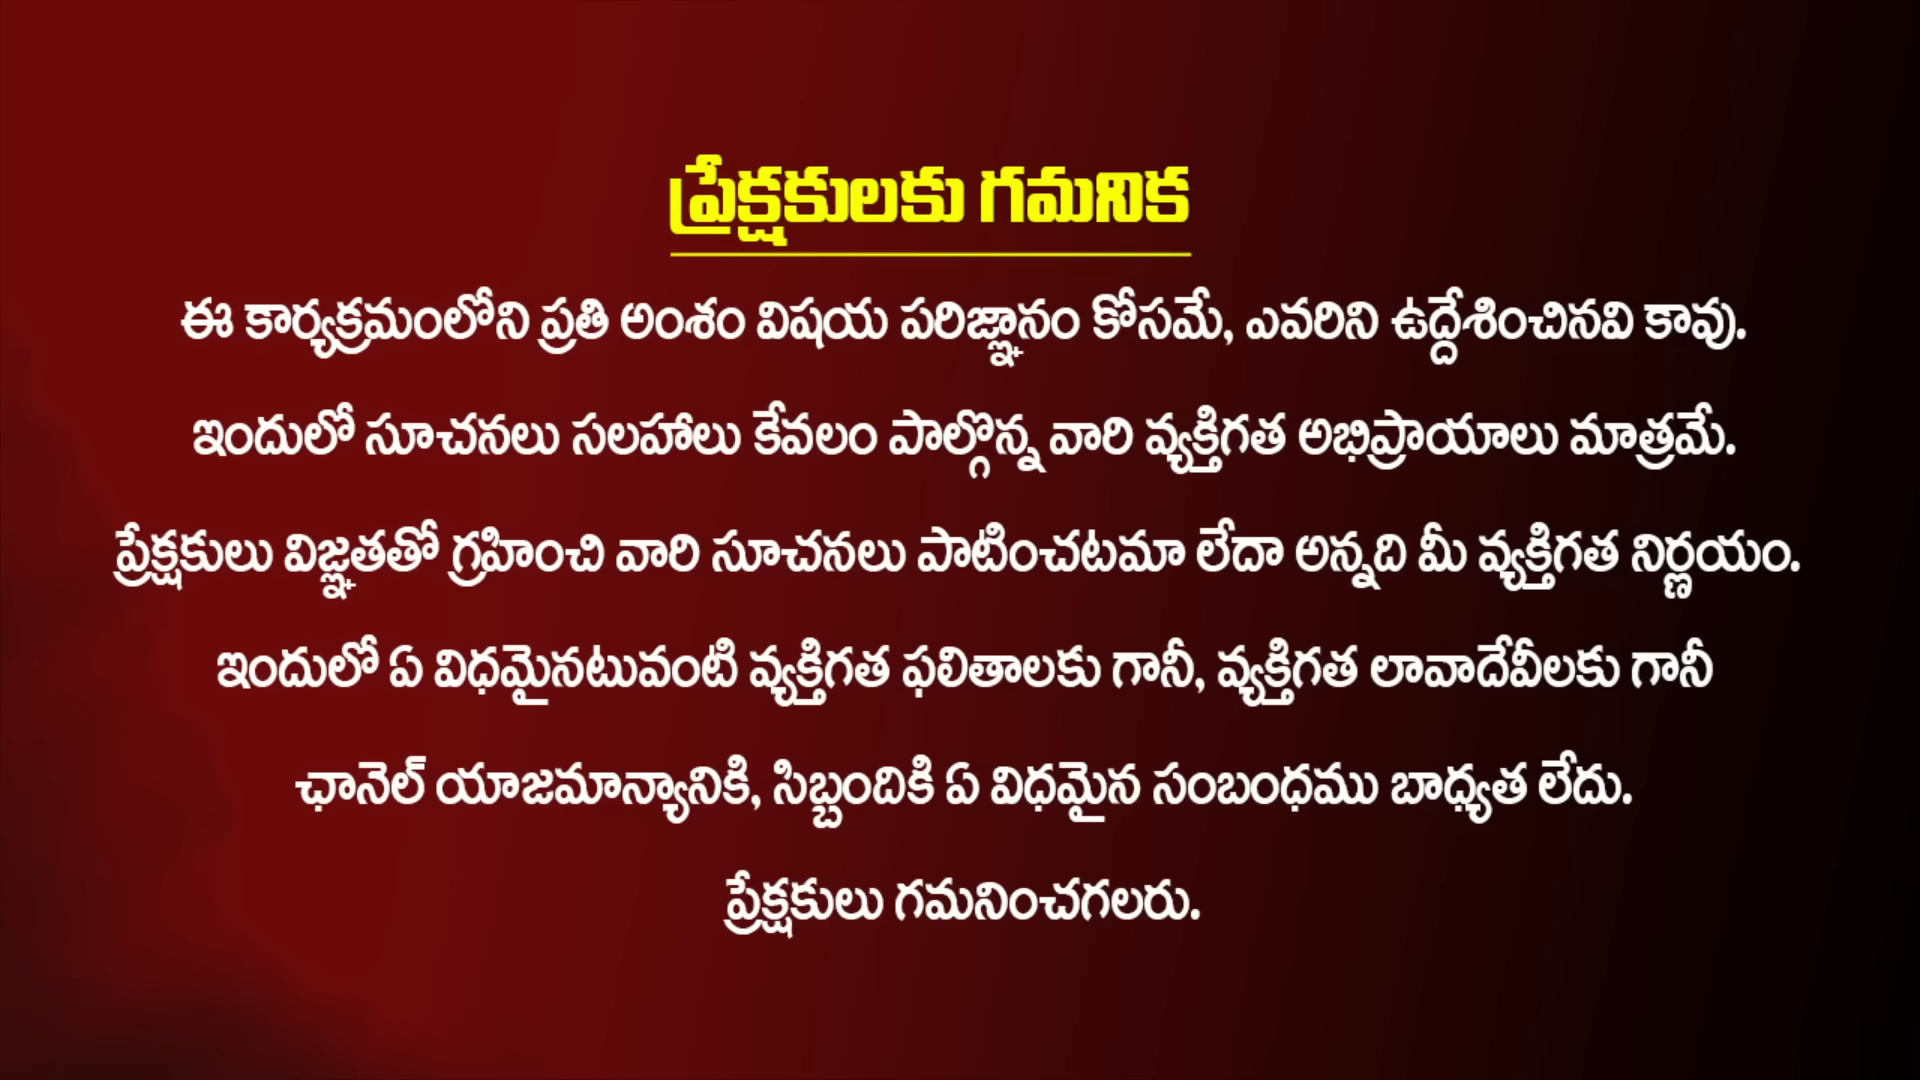 ప్రేక్షకులకు గమనిక
ఈ కార్యక్రమంలోని ప్రతి అంశం విషయ పరిజ్ఞానం కోసమే, ఎవరిని ఉద్దేశించినవి కావు.
ఇందులో సూచనలు సలహాలు కేవలం పాల్గొన్న వారి వ్యక్తిగత అభిప్రాయాలు మాత్రమే.
ప్రేక్షకులు విజ్ఞతతో గ్రహించి వారి సూచనలు పాటించటమా లేదా అన్నది మీ వ్యక్తిగత నిర్ణయం.
ఇందులో ఏ విధమైనటువంటి వ్యక్తిగత ఫలితాలకు గానీ, వ్యక్తిగత లావాదేవీలకు గానీ
ఛానెల్ యాజమాన్యానికి, సిబ్బందికి ఏ విధమైన సంబంధము బాధ్యత లేదు.
ప్రేక్షకులు గమనించగలరు.